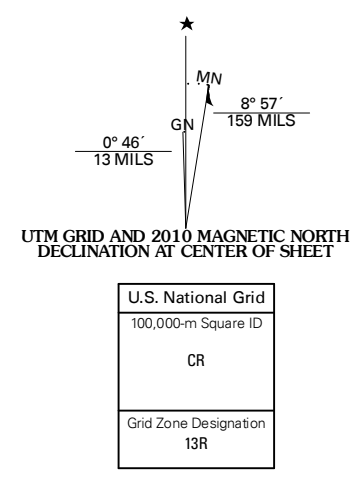 MN
8° 57´
159 MILS
GN
0° 46´
13 MILS
UTM GRID AND 2010 MAGNETIC NORTH
DECLINATION AT CENTER OF SHEET
U.S. National Grid
100,000-m Square ID
CR
Grid Zone Designation
13R